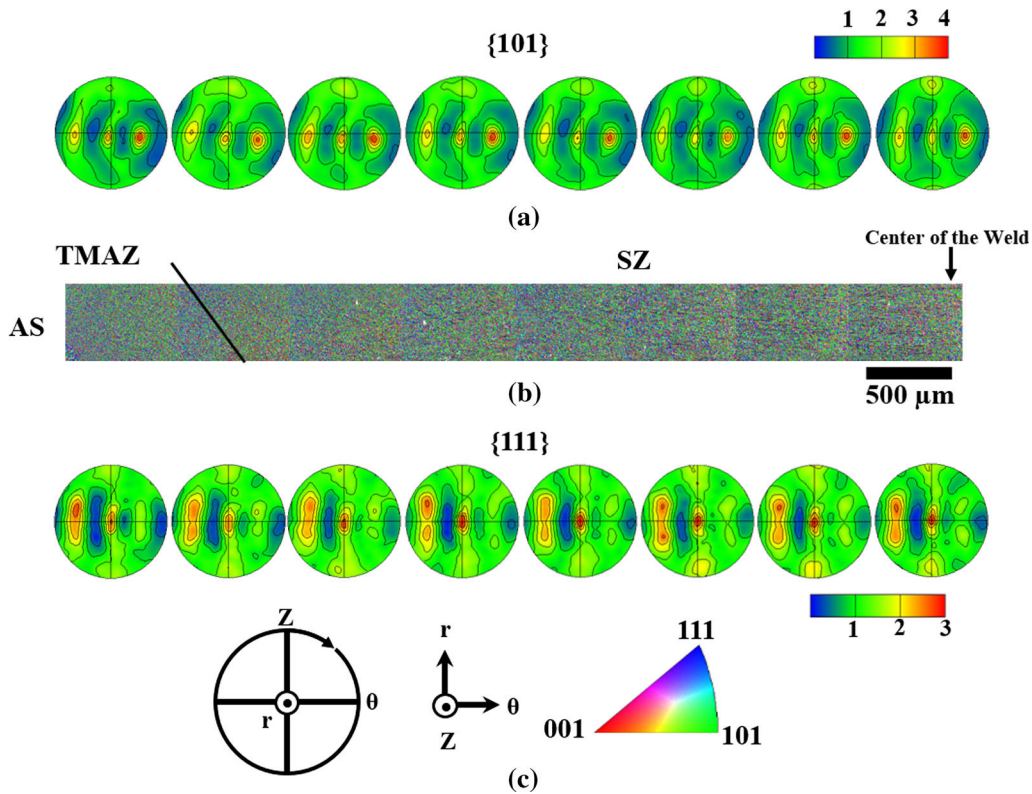 {101}
1 2 3 4
(a)
Center of the Weld
TMAZ
SZ
AS
500 µm
(b)
{111}
1 2 3
Z
θ
r
r
θ
Z
111
001
101
(c)